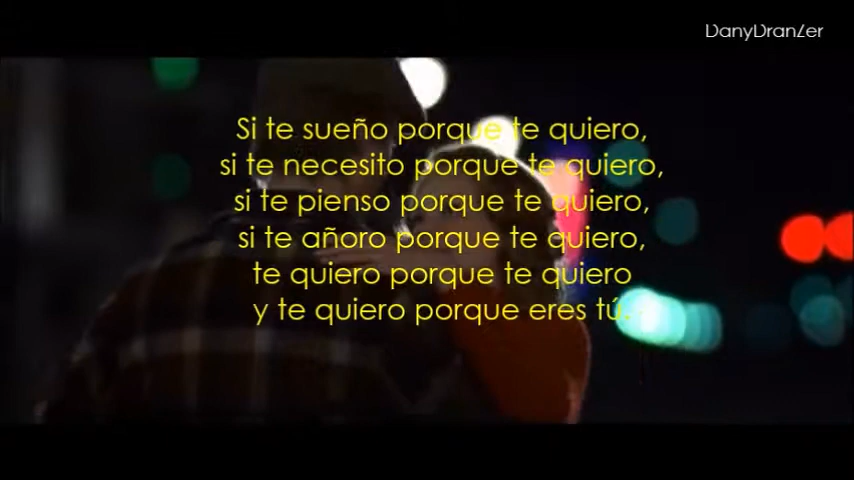 DanyDranZer
Si te sueño porque te quiero,
si te necesito porque te quiero,
si te pienso porque te quiero,
si te añoro porque te quiero,
te quiero porque te quiero
y te quiero porque eres tú.